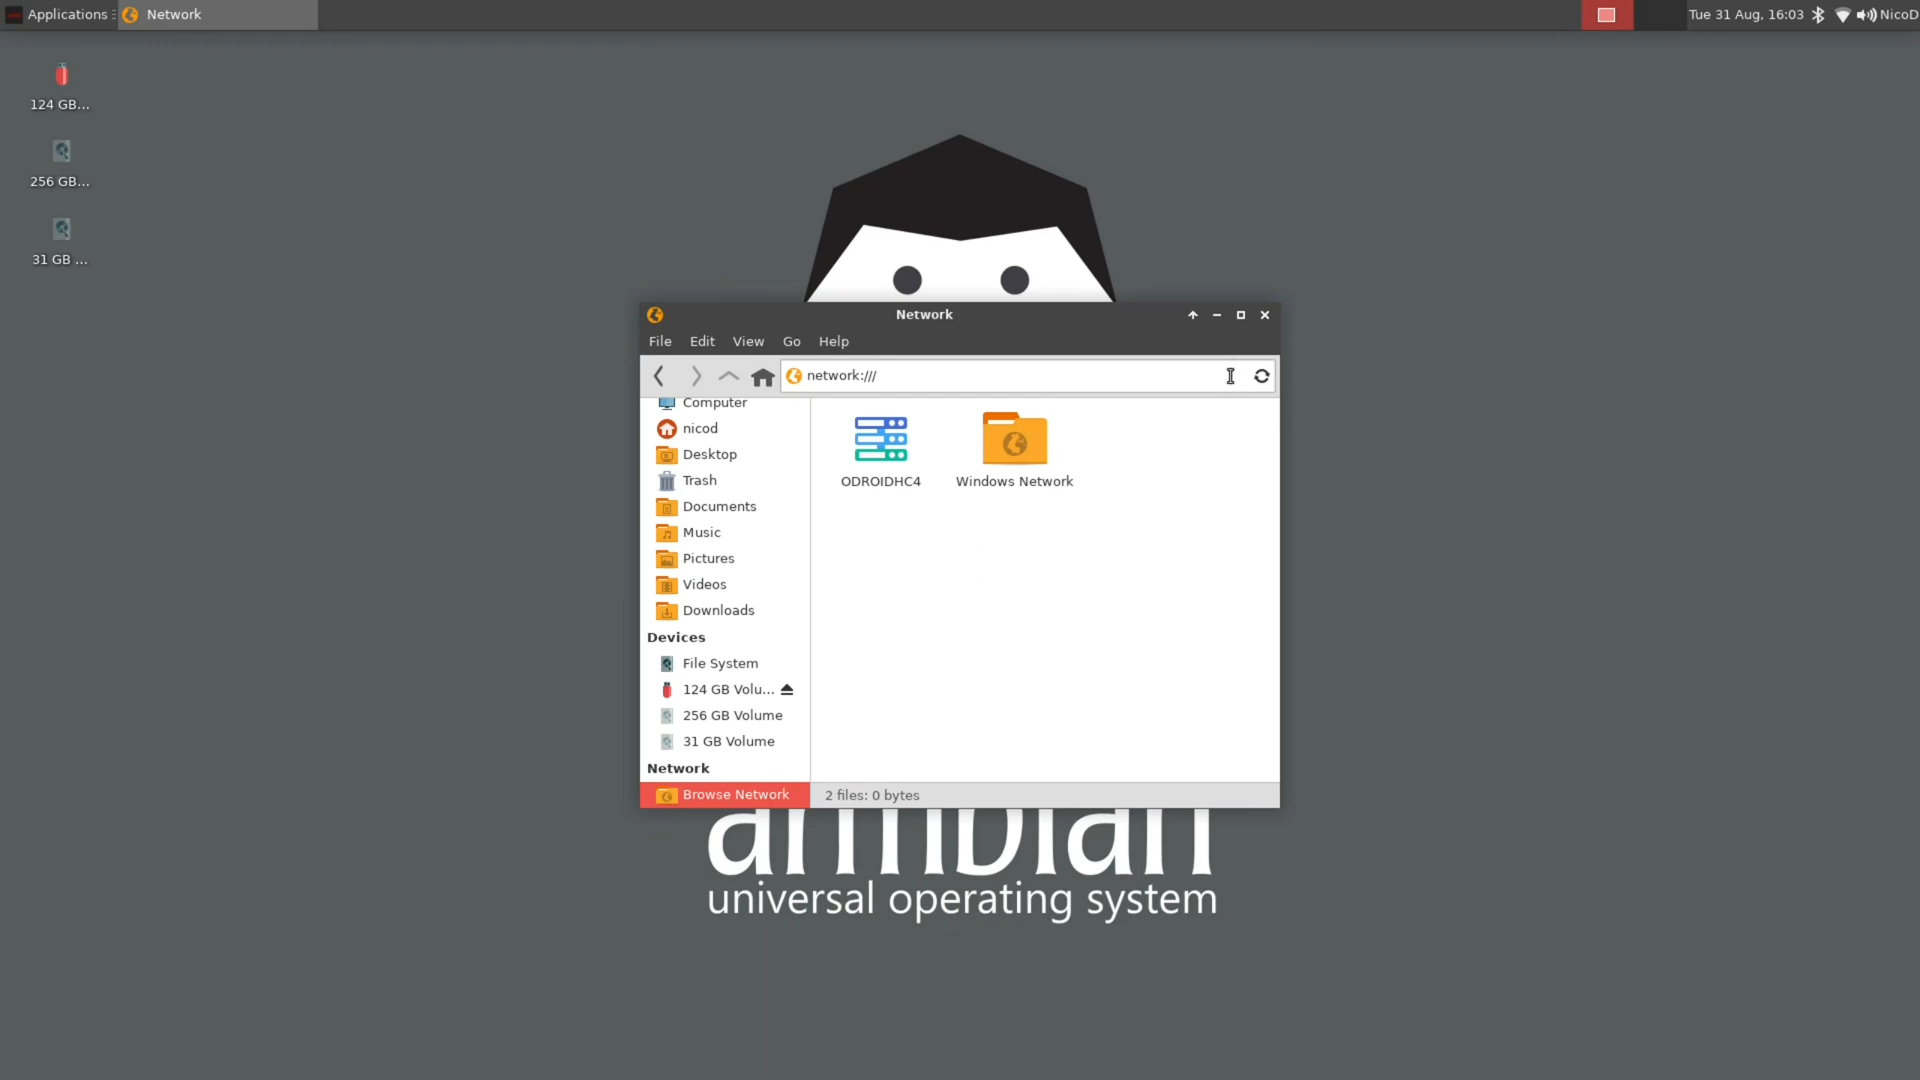 Applications
Network
Tue 31 Aug, 16:03
NicoD
124 GB...
256 GB...
31 GB ...
Network
File Edit View Go Help
network:///
Computer
nicod
Desktop
Trash
Documents
Music
Pictures
Videos
Downloads
Devices
File System
124 GB Volu...
256 GB Volume
31 GB Volume
Network
Browse Network
ODROIDHC4
Windows Network
2 files: 0 bytes
armbian
universal operating system